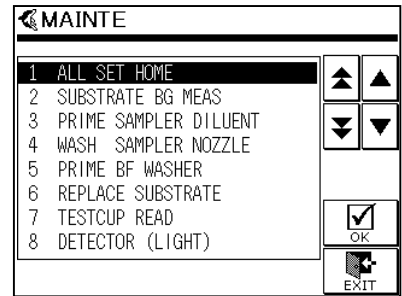 MAINTE
1 ALL SET HOME
2 SUBSTRATE BG MEAS
3 PRIME SAMPLER DILUENT
4 WASH  SAMPLER NOZZLE
5 PRIME BF WASHER
6 REPLACE SUBSTRATE
7 TESTCUP READ
8 DETECTOR (LIGHT)
OK
EXIT